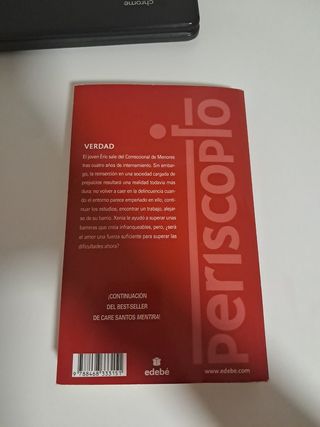 chrome
VERDAD
El joven Éric sale del Correccional de Menores
tras cuatro años de internamiento. Sin embar-
go, la reinserción en una sociedad cargada de
prejuicios resultará una realidad todavía más
dura: no volver a caer en la delincuencia cuan-
do el entorno parece empeñado en ello, conti-
nuar los estudios, encontrar un trabajo, alejar-
se de su barrio. Xenia le ayudó a superar unas
barreras que creía infranqueables, pero, ¿será
el amor una fuerza suficiente para superar las
dificultades ahora?
¡CONTINUACIÓN
DEL BEST-SELLER
DE CARE SANTOS MENTIRA!
periscopio
9 788468 333151
edebé
www.edebe.com